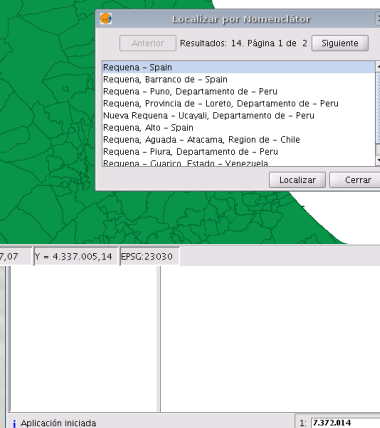 Localizar por Nomenclátor
Anterior Resultados: 14. Página 1 de 2 Siguiente
Requena – Spain
Requena, Barranco de – Spain
Requena – Puno, Departamento de – Peru
Requena, Provincia de – Loreto, Departamento de – Peru
Nueva Requena – Ucayali, Departamento de – Peru
Requena, Alto – Spain
Requena, Aguada – Atacama, Region de – Chile
Requena – Piura, Departamento de – Peru
Requena – Guarico, Estado – Venezuela
Localizar Cerrar
7,07 Y = 4.337.005,14 EPSG:23030
Aplicación iniciada 1: 7.372.014